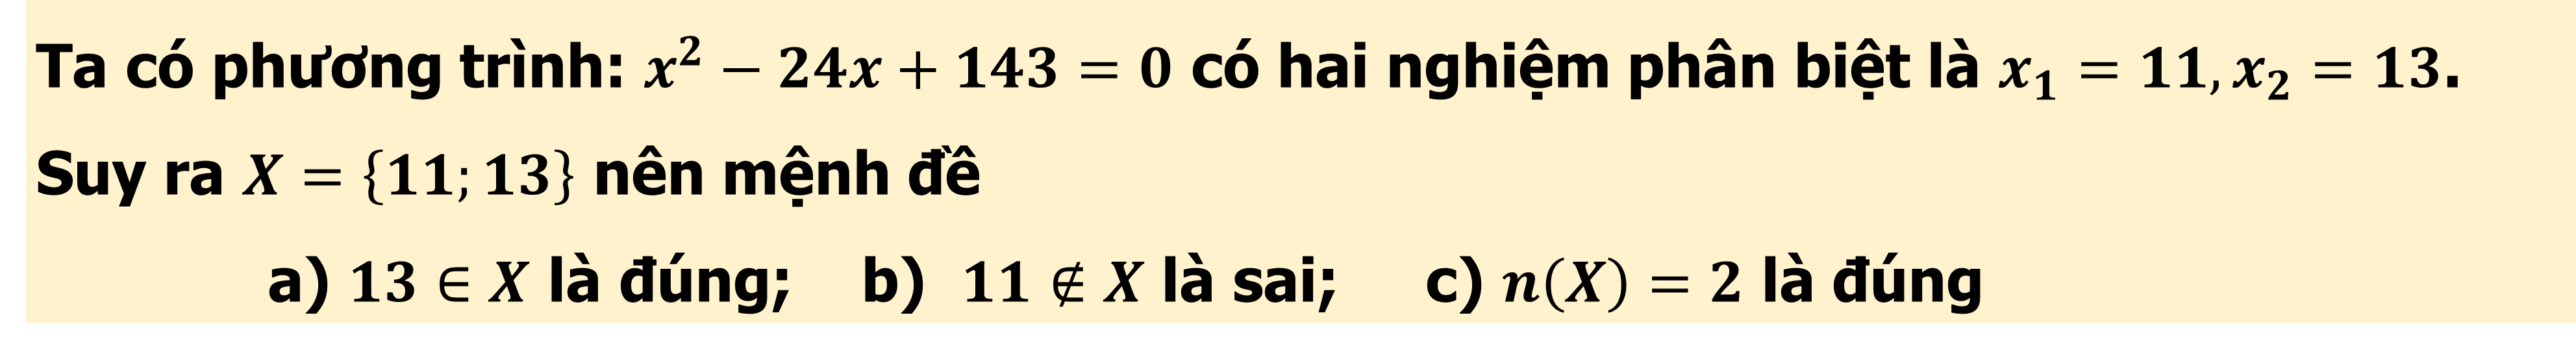 Ta có phương trình: x² − 24x + 143 = 0 có hai nghiệm phân biệt là x₁ = 11, x₂ = 13.
Suy ra X = {11; 13} nên mệnh đề
a) 13 ∈ X là đúng; b) 11 ∉ X là sai; c) n(X) = 2 là đúng